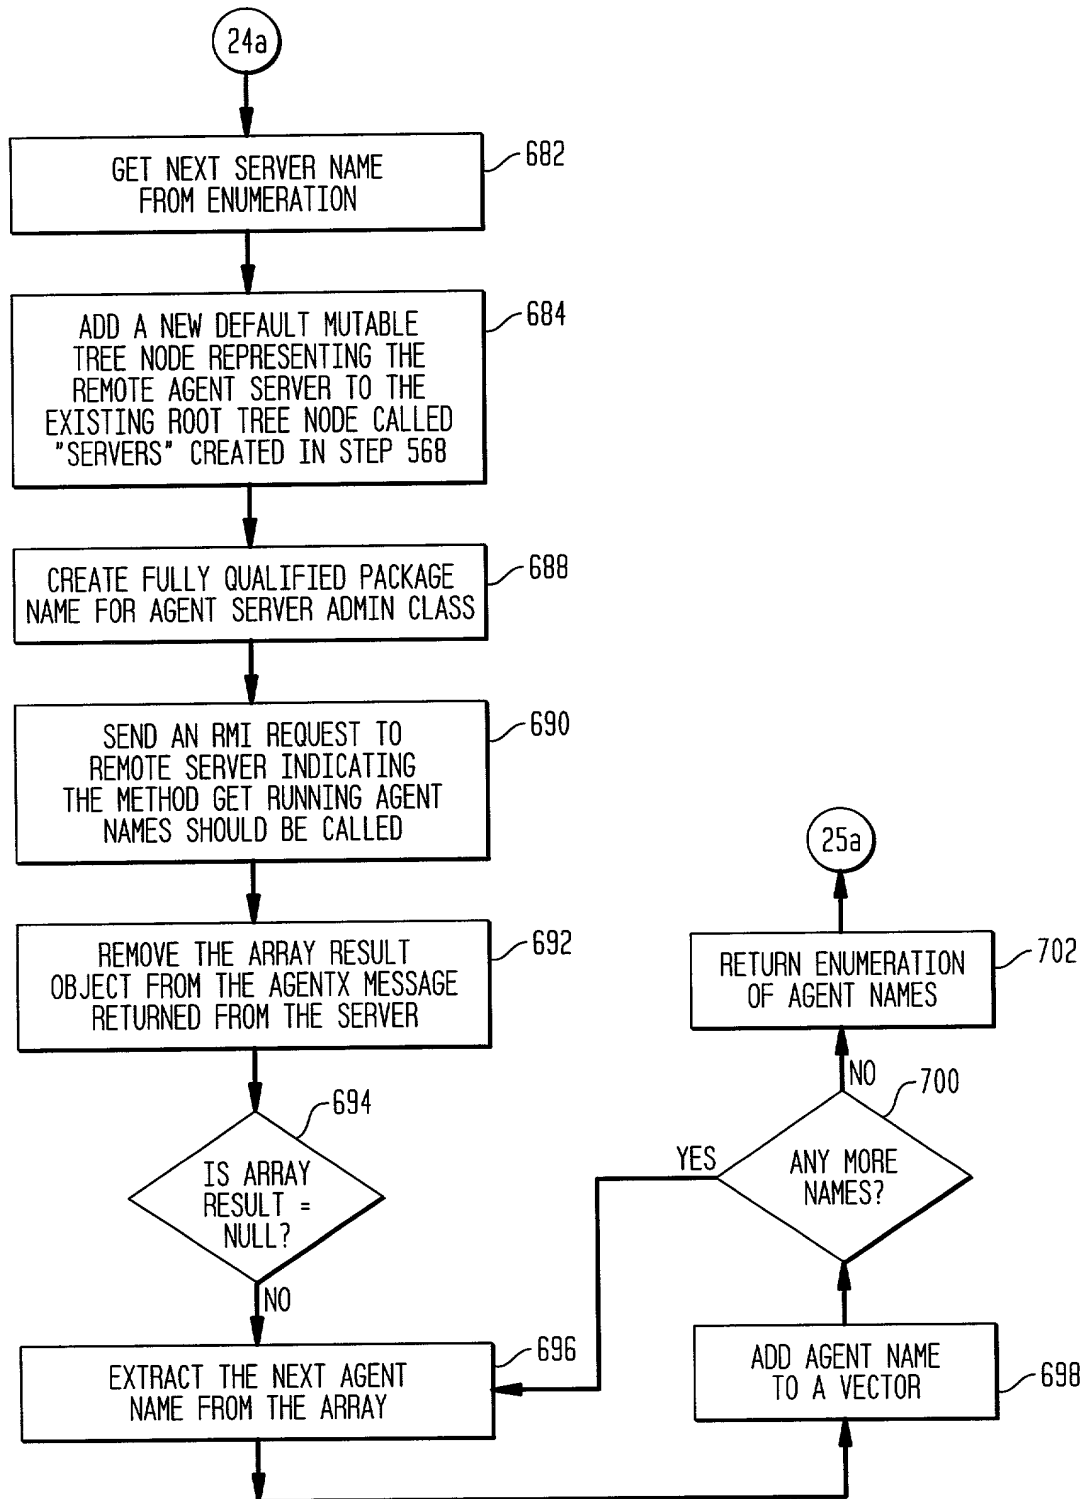 24a
GET NEXT SERVER NAME
FROM ENUMERATION
682
ADD A NEW DEFAULT MUTABLE
TREE NODE REPRESENTING THE
REMOTE AGENT SERVER TO THE
EXISTING ROOT TREE NODE CALLED
"SERVERS" CREATED IN STEP 568
684
CREATE FULLY QUALIFIED PACKAGE
NAME FOR AGENT SERVER ADMIN CLASS
688
SEND AN RMI REQUEST TO
REMOTE SERVER INDICATING
THE METHOD GET RUNNING AGENT
NAMES SHOULD BE CALLED
690
REMOVE THE ARRAY RESULT
OBJECT FROM THE AGENTX MESSAGE
RETURNED FROM THE SERVER
692
IS ARRAY
RESULT =
NULL?
694
NO
EXTRACT THE NEXT AGENT
NAME FROM THE ARRAY
696
ADD AGENT NAME
TO A VECTOR
698
ANY MORE
NAMES?
700
YES
NO
RETURN ENUMERATION
OF AGENT NAMES
702
25a